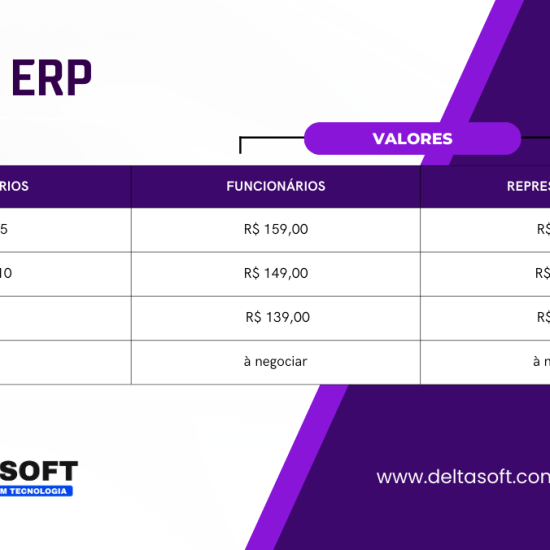 ERP
VALORES
RIOS FUNCIONÁRIOS REPRES
5 R$ 159,00 R$
10 R$ 149,00 R$
R$ 139,00 R$
à negociar à n
SOFT
M TECNOLOGIA
www.deltasoft.con